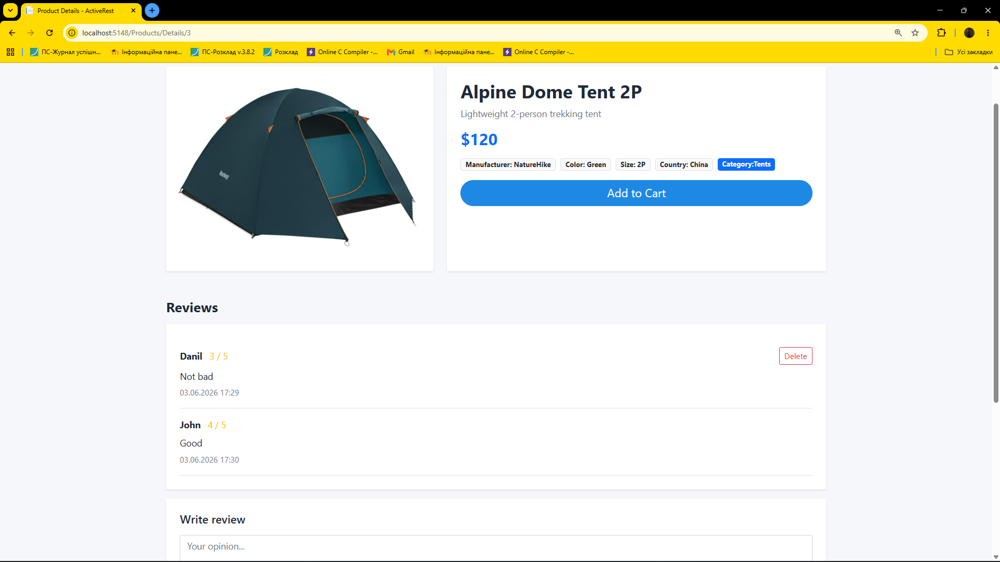 Product Details - ActiveRest
localhost:5148/Products/Details/3
ПС-Журнал успішн...
Інформаційна пане...
ПС-Розклад v.3.8.2
Розклад
Online C Compiler -...
Gmail
Інформаційна пане...
Online C Compiler -...
Усі закладки
Bestway
Alpine Dome Tent 2P
Lightweight 2-person trekking tent
$120
Manufacturer: NatureHike
Color: Green
Size: 2P
Country: China
Category:Tents
Add to Cart
Reviews
Danil 3 / 5
Delete
Not bad
03.06.2026 17:29
John 4 / 5
Good
03.06.2026 17:30
Write review
Your opinion...